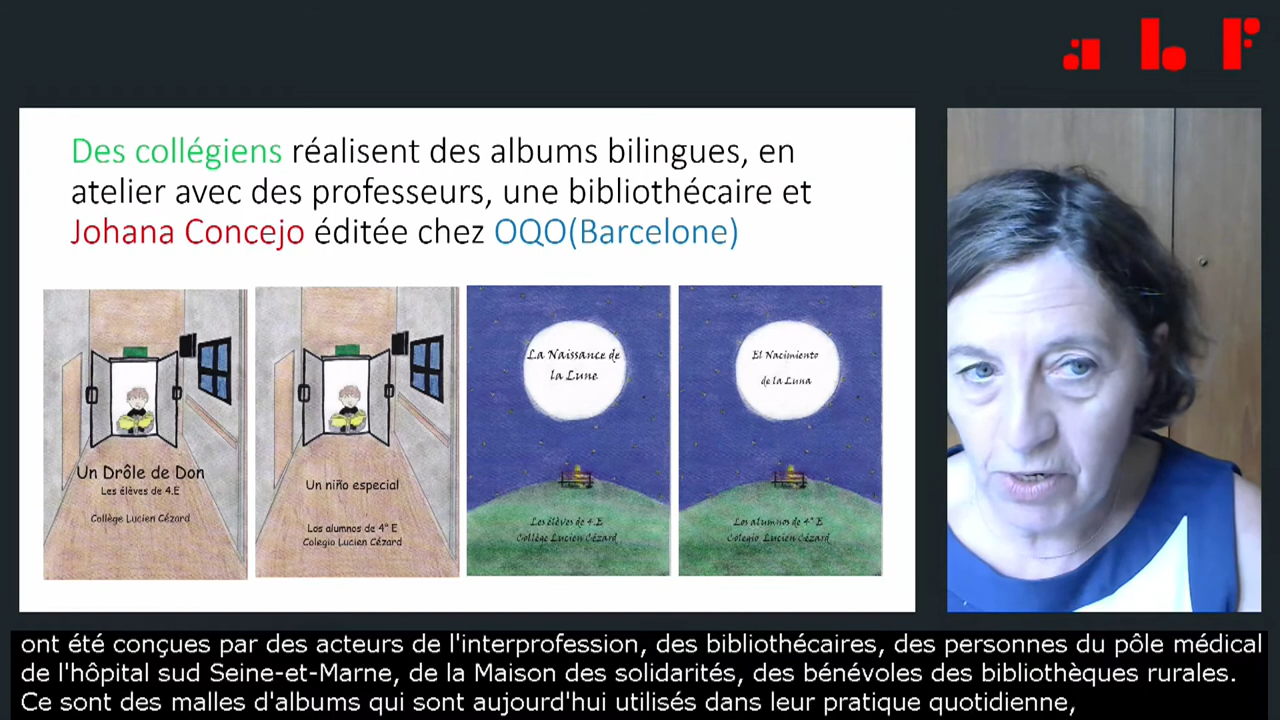 abf
Des collégiens réalisent des albums bilingues, en
atelier avec des professeurs, une bibliothécaire et
Johana Concejo éditée chez OQO(Barcelone)
Un Drôle de Don
Les élèves de 4.E
Collège Lucien Cézard
Un niño especial
Los alumnos de 4° E
Colegio Lucien Cézard
La Naissance de
la Lune
Les élèves de 4.E
Collège Lucien Cézard
El Nacimiento
de la Luna
Los alumnos de 4° E
Colegio Lucien Cézard
ont été conçues par des acteurs de l'interprofession, des bibliothécaires, des personnes du pôle médical
de l'hôpital sud Seine-et-Marne, de la Maison des solidarités, des bénévoles des bibliothèques rurales.
Ce sont des malles d'albums qui sont aujourd'hui utilisés dans leur pratique quotidienne,